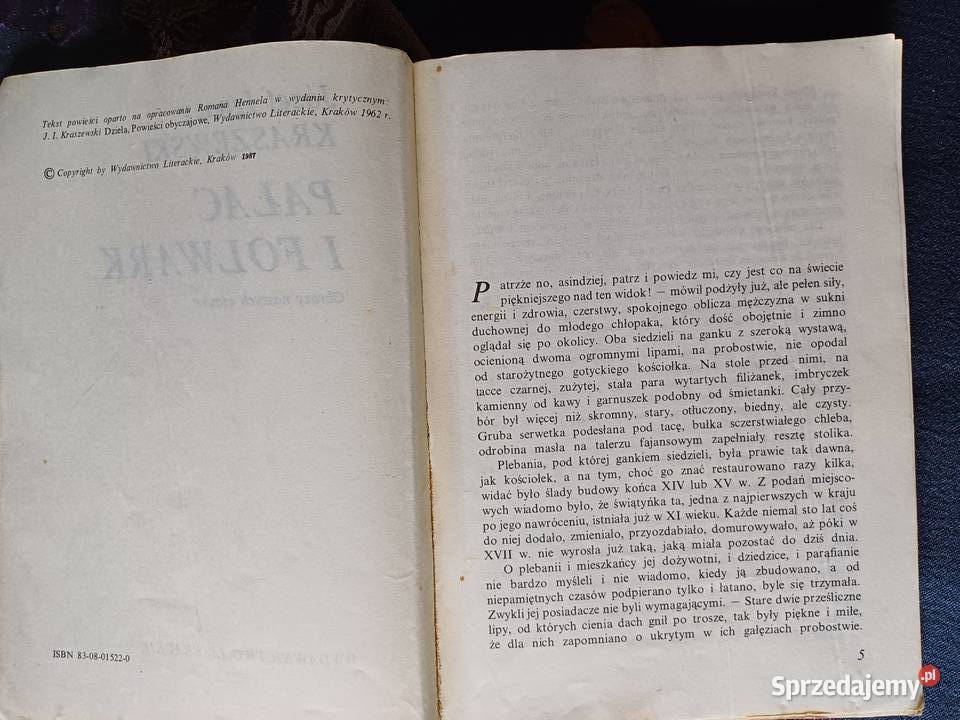 Tekst powieści oparto na opracowaniu Romana Hennela w wydaniu krytycznym:
J. I. Kraszewski Dzieła, Powieści obyczajowe, Wydawnictwo Literackie, Kraków 1962 r.
© Copyright by Wydawnictwo Literackie, Kraków 1987
KRASZEWSKI
PAŁAC
I FOLWARK
ISBN 83-08-01522-0
Patrzże no, asindziej, patrz i powiedz mi, czy jest co na świecie
piękniejszego nad ten widok! — mówił podżyły już, ale pełen siły,
energii i zdrowia, czerstwy, spokojnego oblicza mężczyzna w sukni
duchownej do młodego chłopaka, który dość obojętnie i zimno
oglądał się po okolicy. Oba siedzieli na ganku z szeroką wystawą,
ocienioną dwoma ogromnymi lipami, na probostwie, nie opodal
od starożytnego gotyckiego kościołka. Na stole przed nimi, na
tacce czarnej, zużytej, stała para wytartych filiżanek, imbryczek
kamienny od kawy i garnuszek podobny od śmietanki. Cały przy-
bór był więcej niż skromny, stary, otłuczony, biedny, ale czysty.
Gruba serwetka podesłana pod tacę, bułka sczerstwiałego chleba,
odrobina masła na talerzu fajansowym zapełniały resztę stolika.
Plebania, pod której gankiem siedzieli, była prawie tak dawna,
jak kościołek, a na tym, choć go znać restaurowano razy kilka,
widać było ślady budowy końca XIV lub XV w. Z podań miejsco-
wych wiadomo było, że świątyńka ta, jedna z najpierwszych w kraju
po jego nawróceniu, istniała już w XI wieku. Każde niemal sto lat coś
do niej dodało, zmieniało, przyozdabiało, domurowywało, aż póki w
XVII w. nie wyrosła już taką, jaką miała pozostać do dziś dnia.
O plebanii i mieszkańcy jej dożywotni, i dziedzice, i parafianie
nie bardzo myśleli i nie wiadomo, kiedy ją zbudowano, a od
niepamiętnych czasów podpierano tylko i łatano, byle się trzymała.
Zwykli jej posiadacze nie byli wymagającymi. — Stare dwie prześliczne
lipy, od których cienia dach gnił po trosze, tak były piękne i miłe,
że dla nich zapomniano o ukrytym w ich gałęziach probostwie.
5
Sprzedajemy.pl